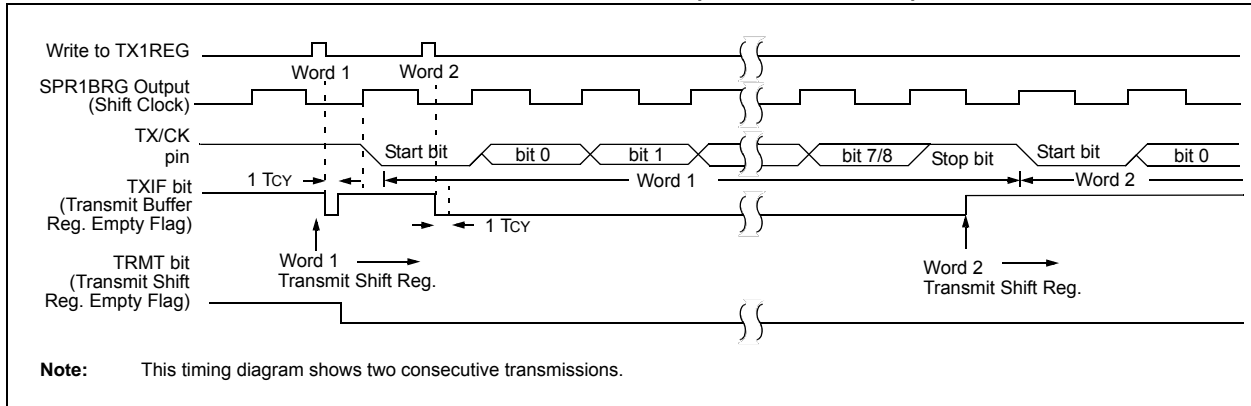 Write to TX1REG
Word 1
Word 2
SPR1BRG Output
(Shift Clock)
TX/CK
pin
Start bit
bit 0
bit 1
bit 7/8
Stop bit
Start bit
bit 0
1 TCY
Word 1
Word 2
TXIF bit
(Transmit Buffer
Reg. Empty Flag)
1 TCY
Word 1
Transmit Shift Reg.
Word 2
Transmit Shift Reg.
TRMT bit
(Transmit Shift
Reg. Empty Flag)
Note: This timing diagram shows two consecutive transmissions.